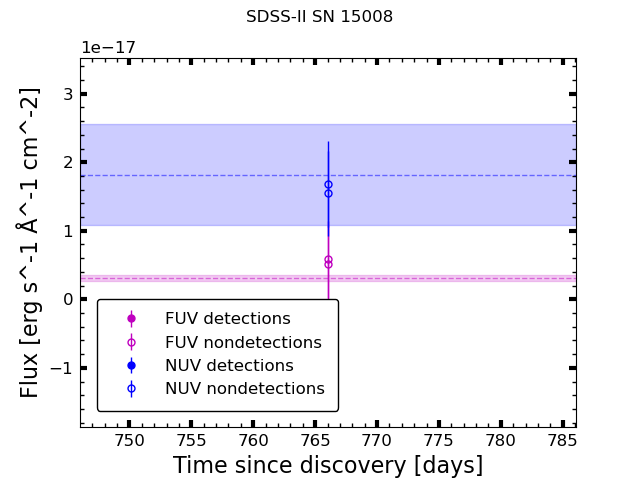 SDSS-II SN 15008
1e−17
3
2
1
0
−1
Flux [erg s^-1 Å^-1 cm^-2]
FUV detections
FUV nondetections
NUV detections
NUV nondetections
750 755 760 765 770 775 780 785
Time since discovery [days]